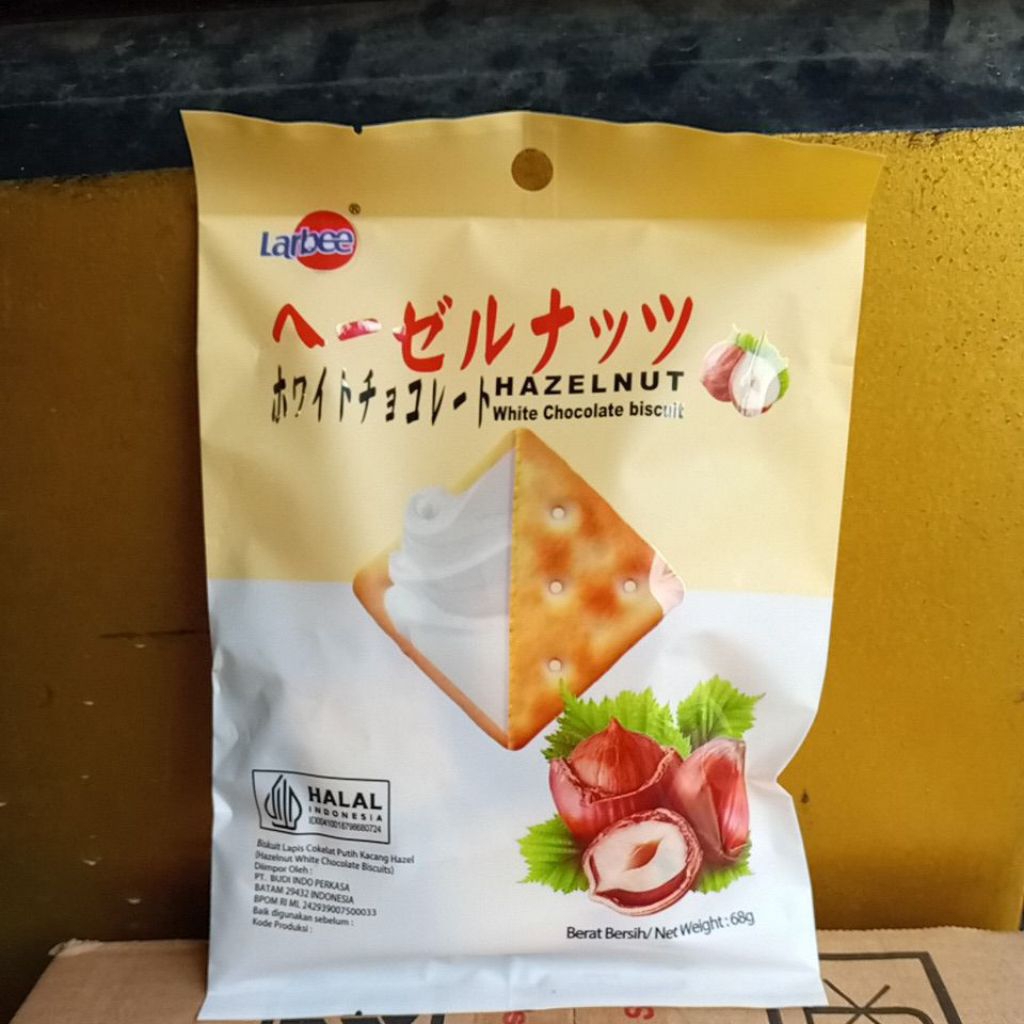 Larbee®
ヘーゼルナッツ
ホワイトチョコレート HAZELNUT
White Chocolate biscuit
HALAL
INDONESIA
Biskuit Lapis Cokelat Putih Kacang Hazel
(Hazelnut White Chocolate Biscuits)
Diimpor Oleh :
PT. BUDI INDO PERKASA
BATAM 29432 INDONESIA
BPOM RI ML 242939007500033
Baik digunakan sebelum :
Kode Produksi :
Berat Bersih/ Net Weight : 68g